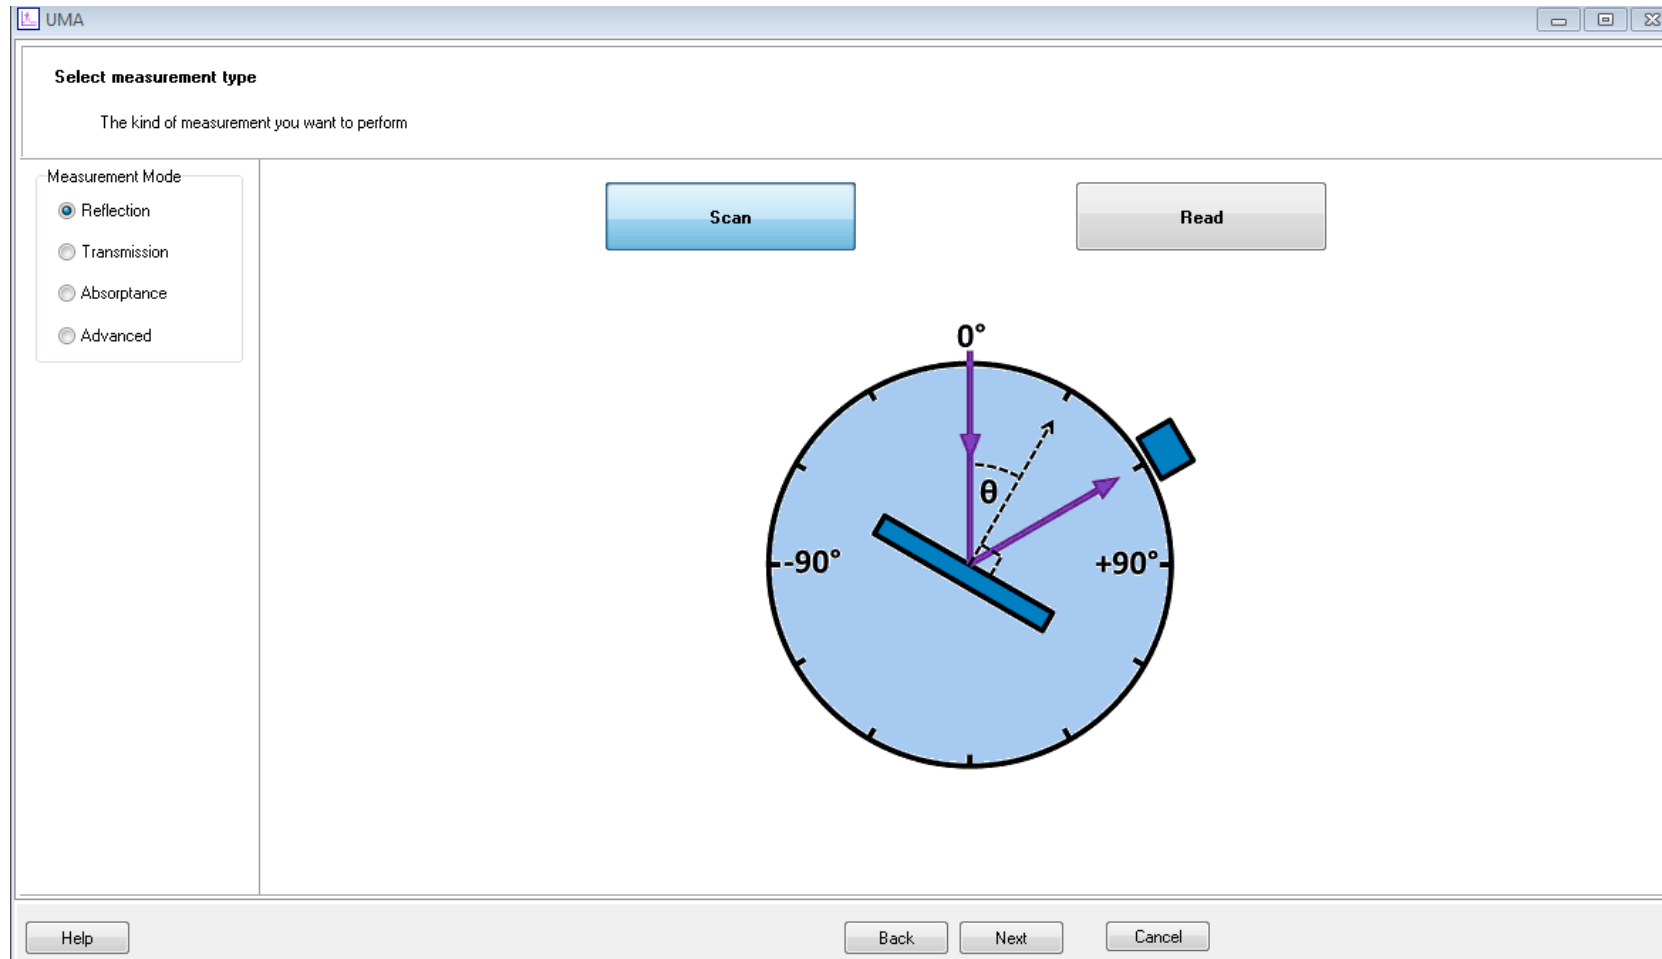 UMA
Select measurement type
The kind of measurement you want to perform
Measurement Mode
Reflection
Transmission
Absorptance
Advanced
Scan
Read
0°
θ
-90°
+90°
Help
Back
Next
Cancel